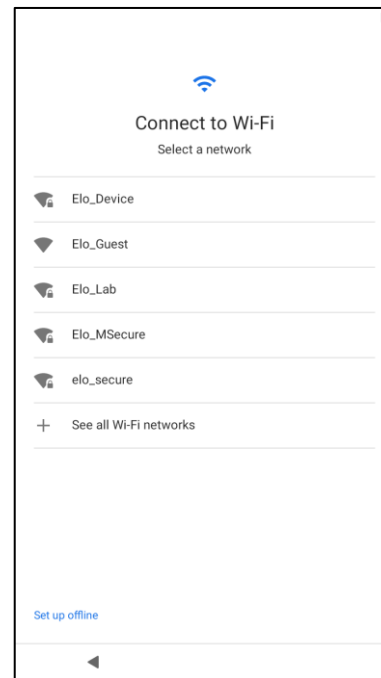 Connect to Wi-Fi
Select a network
Elo_Device
Elo_Guest
Elo_Lab
Elo_MSecure
elo_secure
See all Wi-Fi networks
Set up offline